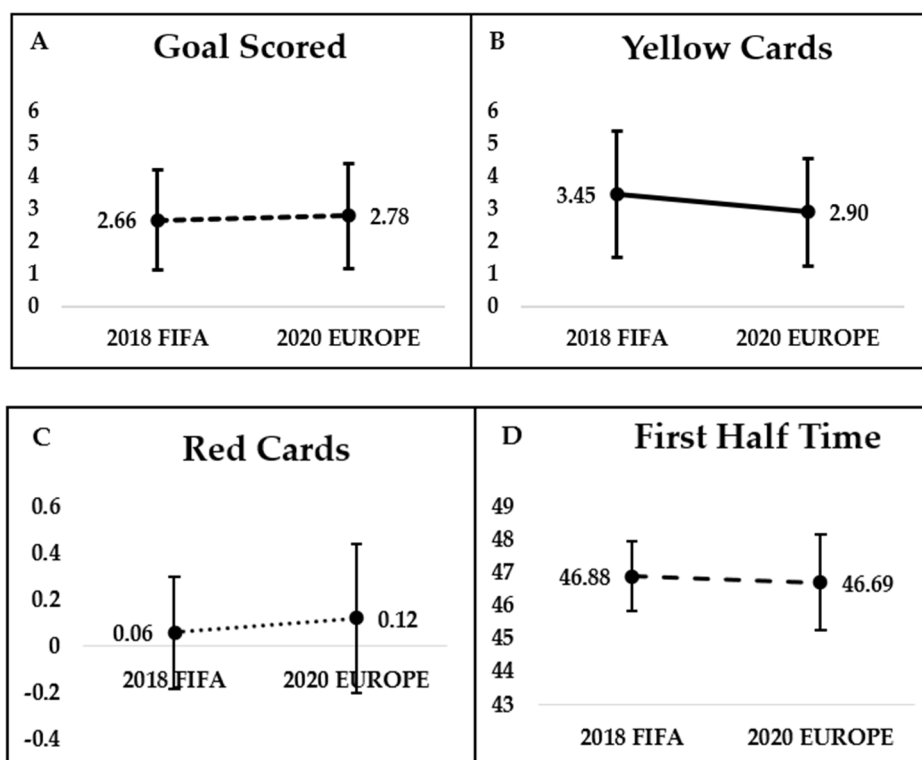 A
Goal Scored
6
5
4
3
2
1
0
2.66
2.78
2018 FIFA 2020 EUROPE
B
Yellow Cards
6
5
4
3
2
1
0
3.45
2.90
2018 FIFA 2020 EUROPE
C
Red Cards
0.6
0.4
0.2
0
-0.2
-0.4
0.06
0.12
2018 FIFA 2020 EUROPE
D
First Half Time
49
48
47
46
45
44
43
46.88
46.69
2018 FIFA 2020 EUROPE